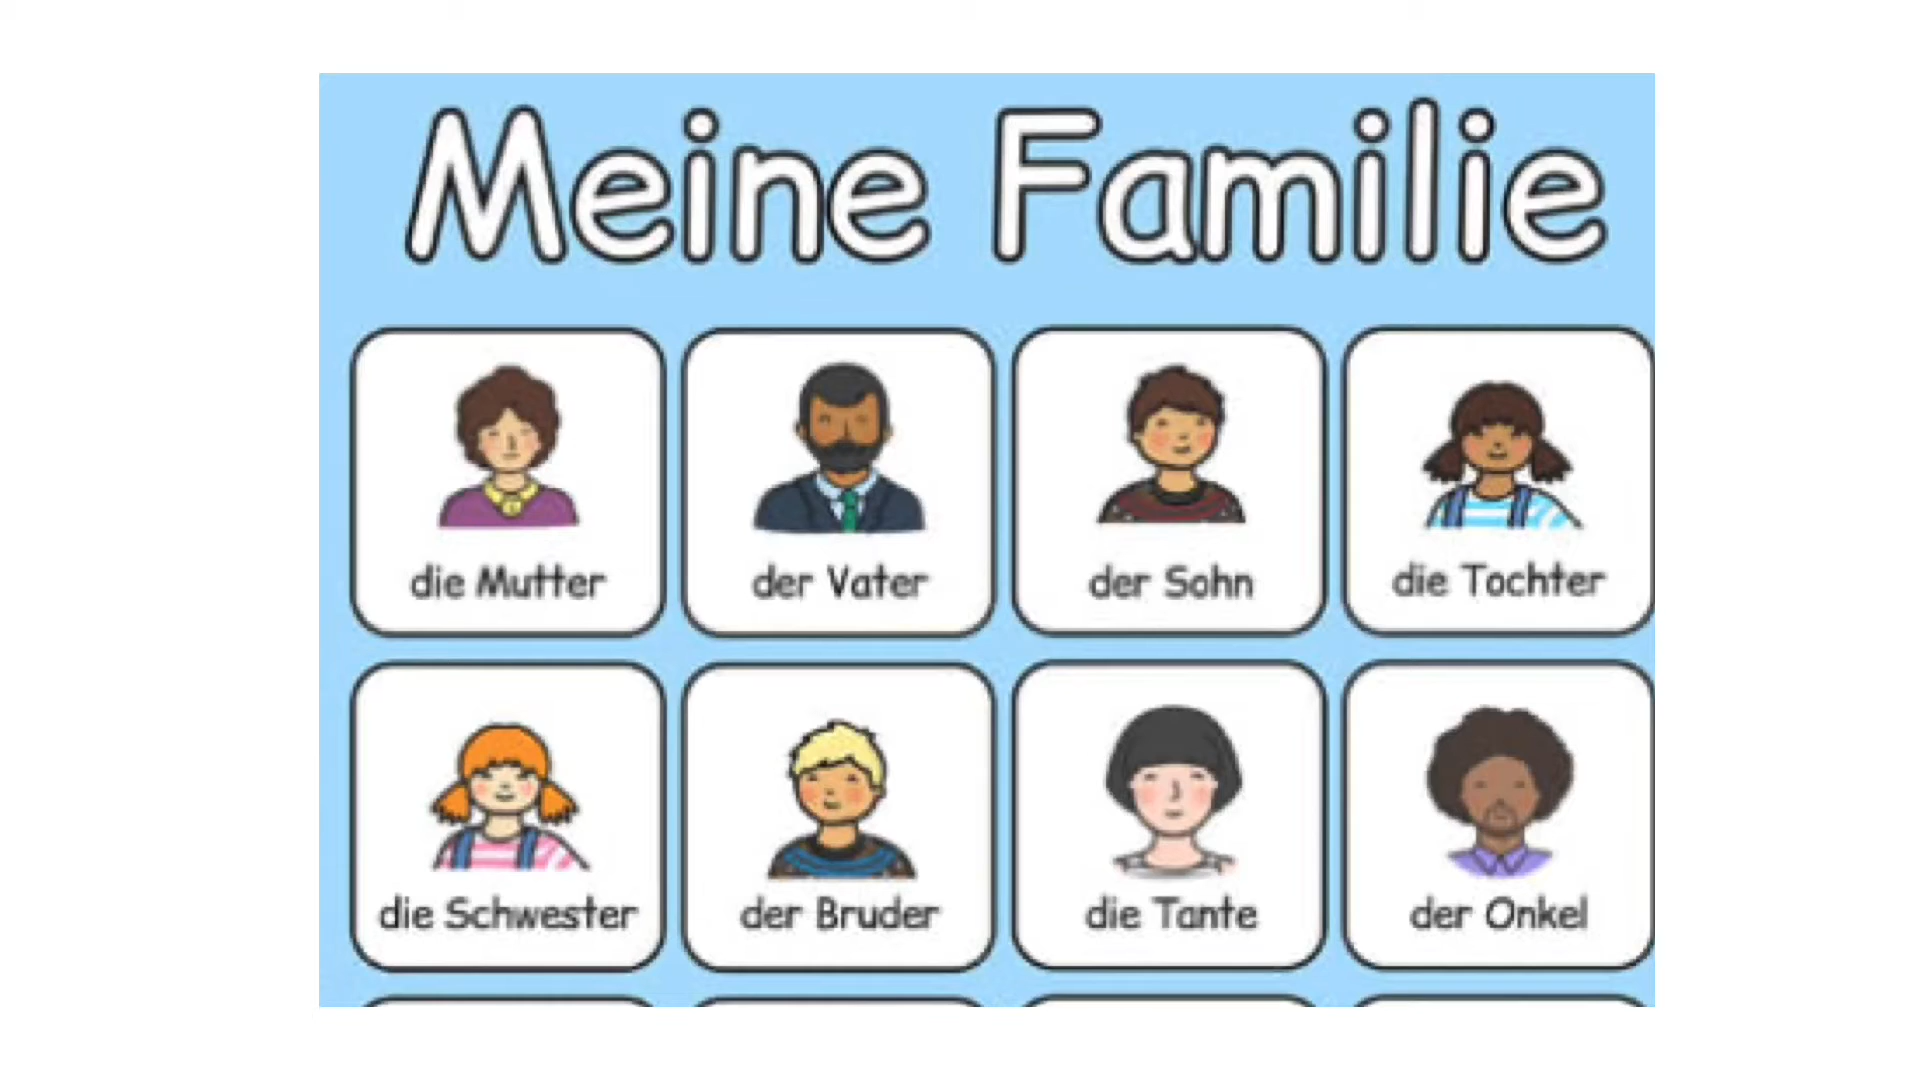 Meine Familie
die Mutter
der Vater
der Sohn
die Tochter
die Schwester
der Bruder
die Tante
der Onkel